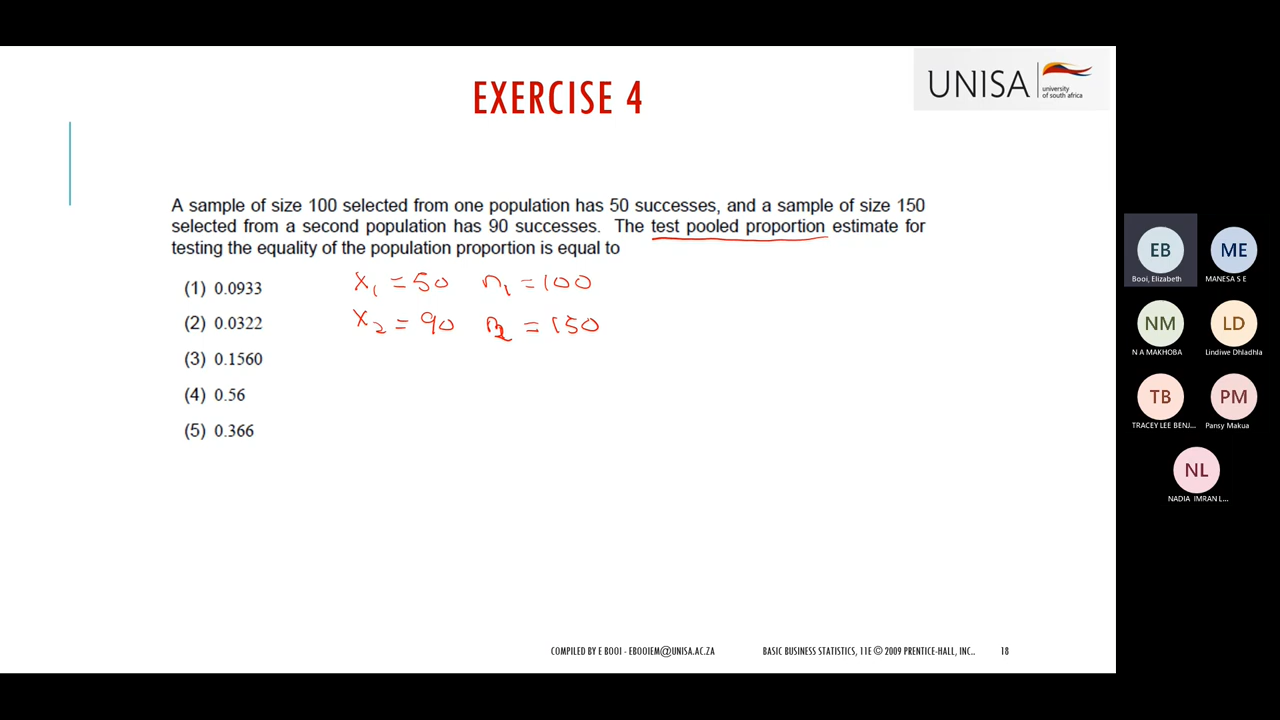 EXERCISE 4
UNISA
university
of south africa
A sample of size 100 selected from one population has 50 successes, and a sample of size 150
selected from a second population has 90 successes. The test pooled proportion estimate for
testing the equality of the population proportion is equal to
(1) 0.0933
(2) 0.0322
(3) 0.1560
(4) 0.56
(5) 0.366
x₁ = 50 n₁ = 100
x₂ = 90 n₂ = 150
COMPILED BY E BOOI - EBOOIEM@UNISA.AC.ZA
BASIC BUSINESS STATISTICS, 11E © 2009 PRENTICE-HALL, INC..
18
EB
Booi, Elizabeth
ME
MANESA S E
NM
N A MAKHOBA
LD
Lindiwe Dhladhla
TB
TRACEY LEE BENJ...
PM
Pansy Makua
NL
NADIA IMRAN L...